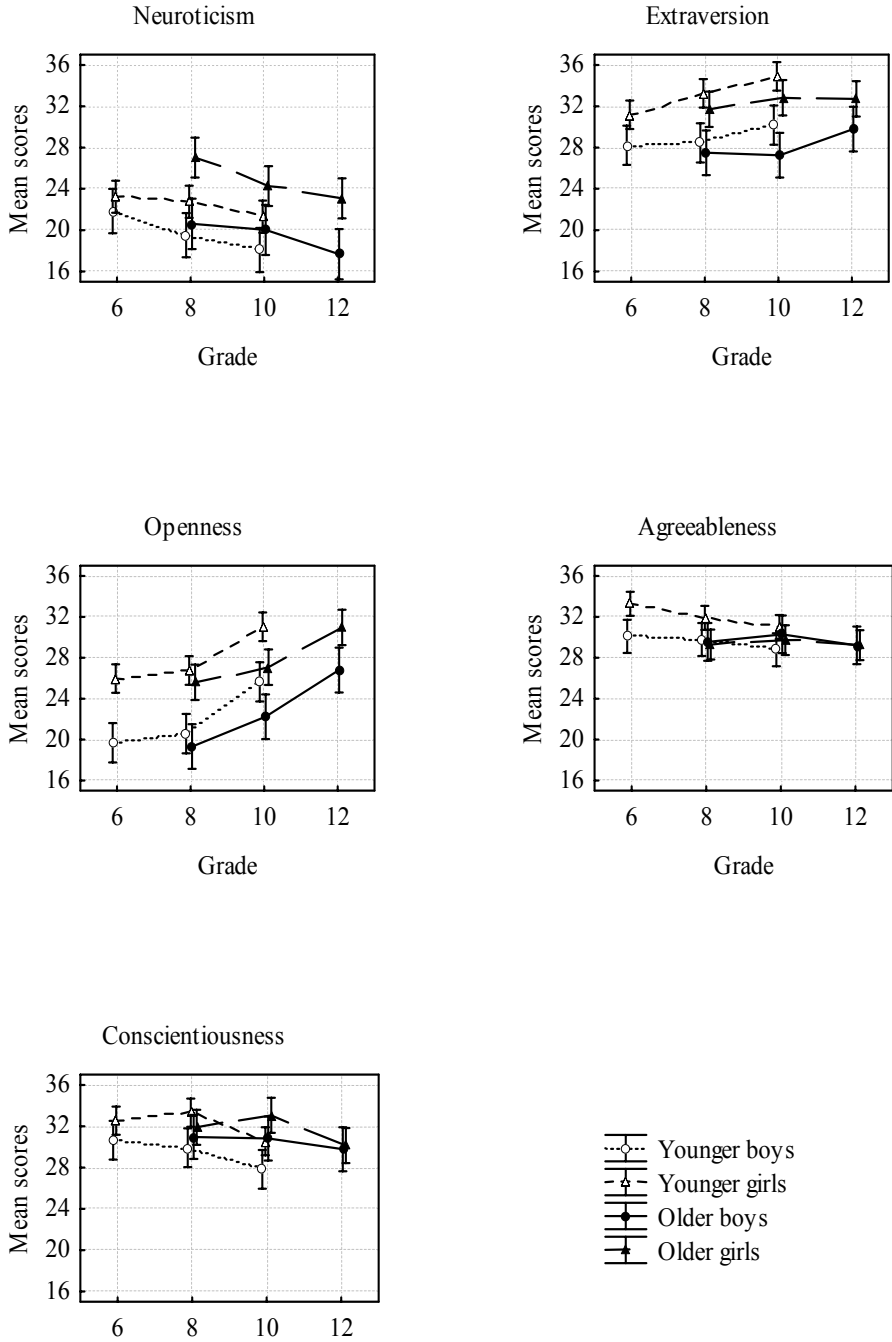 Neuroticism
36
32
28
24
20
16
Mean scores
6 8 10 12
Grade
Extraversion
36
32
28
24
20
16
Mean scores
6 8 10 12
Grade
Openness
36
32
28
24
20
16
Mean scores
6 8 10 12
Grade
Agreeableness
36
32
28
24
20
16
Mean scores
6 8 10 12
Grade
Conscientiousness
36
32
28
24
20
16
Mean scores
6 8 10 12
Younger boys
Younger girls
Older boys
Older girls